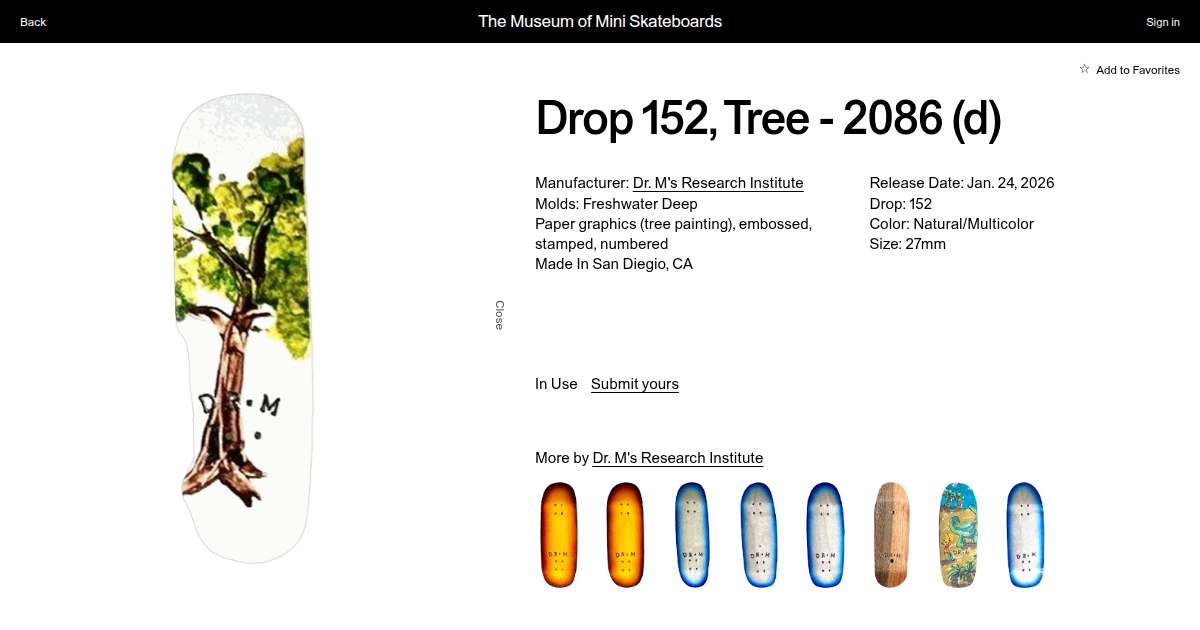 Back
The Museum of Mini Skateboards
Sign in
☆ Add to Favorites
Drop 152, Tree - 2086 (d)
Manufacturer: Dr. M's Research Institute
Molds: Freshwater Deep
Paper graphics (tree painting), embossed,
stamped, numbered
Made In San Diegio, CA
Release Date: Jan. 24, 2026
Drop: 152
Color: Natural/Multicolor
Size: 27mm
Close
D R • M
In Use
Submit yours
More by Dr. M's Research Institute
D R • M
D R • M
D R • M
D R • M
D R • M
D R • M
D R • M
D R • M